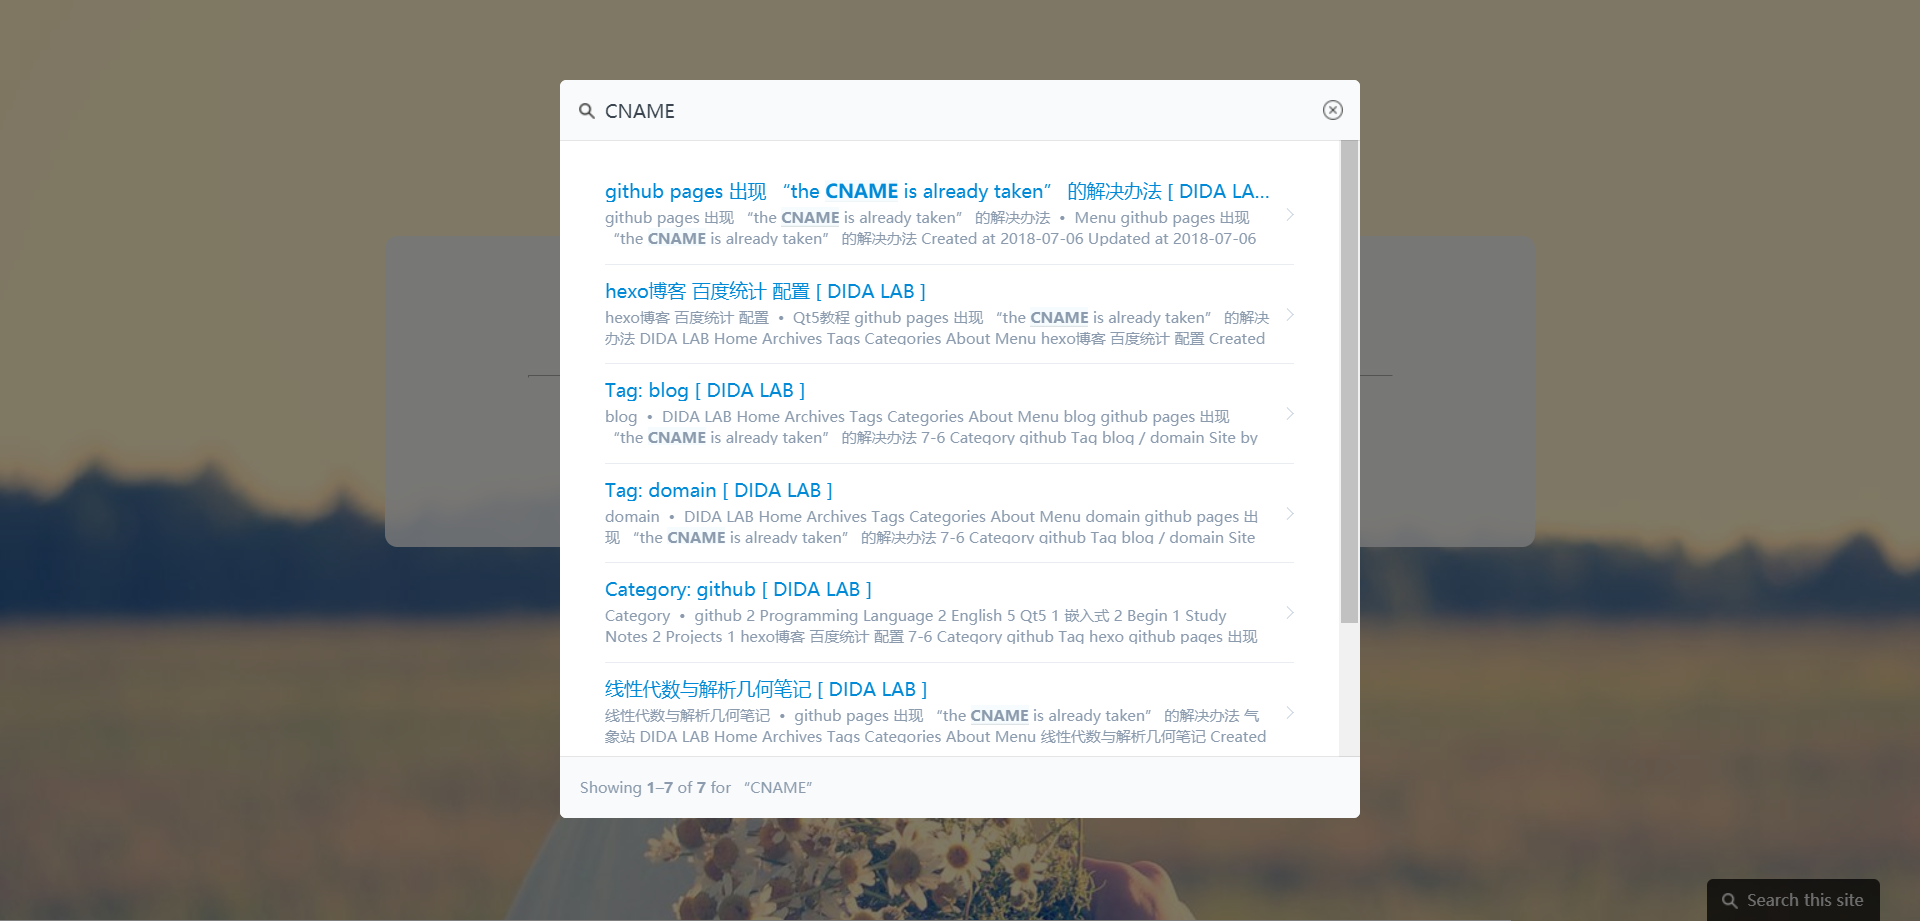 CNAME
github pages 出现 “the CNAME is already taken” 的解决办法 [ DIDA LA...
github pages 出现 “the CNAME is already taken” 的解决办法 • Menu github pages 出现
“the CNAME is already taken” 的解决办法 Created at 2018-07-06 Updated at 2018-07-06
hexo博客 百度统计 配置 [ DIDA LAB ]
hexo博客 百度统计 配置 • Qt5教程 github pages 出现 “the CNAME is already taken” 的解决
办法 DIDA LAB Home Archives Tags Categories About Menu hexo博客 百度统计 配置 Created
Tag: blog [ DIDA LAB ]
blog • DIDA LAB Home Archives Tags Categories About Menu blog github pages 出现
“the CNAME is already taken” 的解决办法 7-6 Category github Tag blog / domain Site by
Tag: domain [ DIDA LAB ]
domain • DIDA LAB Home Archives Tags Categories About Menu domain github pages 出
现 “the CNAME is already taken” 的解决办法 7-6 Category github Tag blog / domain Site
Category: github [ DIDA LAB ]
Category • github 2 Programming Language 2 English 5 Qt5 1 嵌入式 2 Begin 1 Study
Notes 2 Projects 1 hexo博客 百度统计 配置 7-6 Category github Tag hexo github pages 出现
线性代数与解析几何笔记 [ DIDA LAB ]
线性代数与解析几何笔记 • github pages 出现 “the CNAME is already taken” 的解决办法 气
象站 DIDA LAB Home Archives Tags Categories About Menu 线性代数与解析几何笔记 Created
Showing 1–7 of 7 for “CNAME”
Search this site